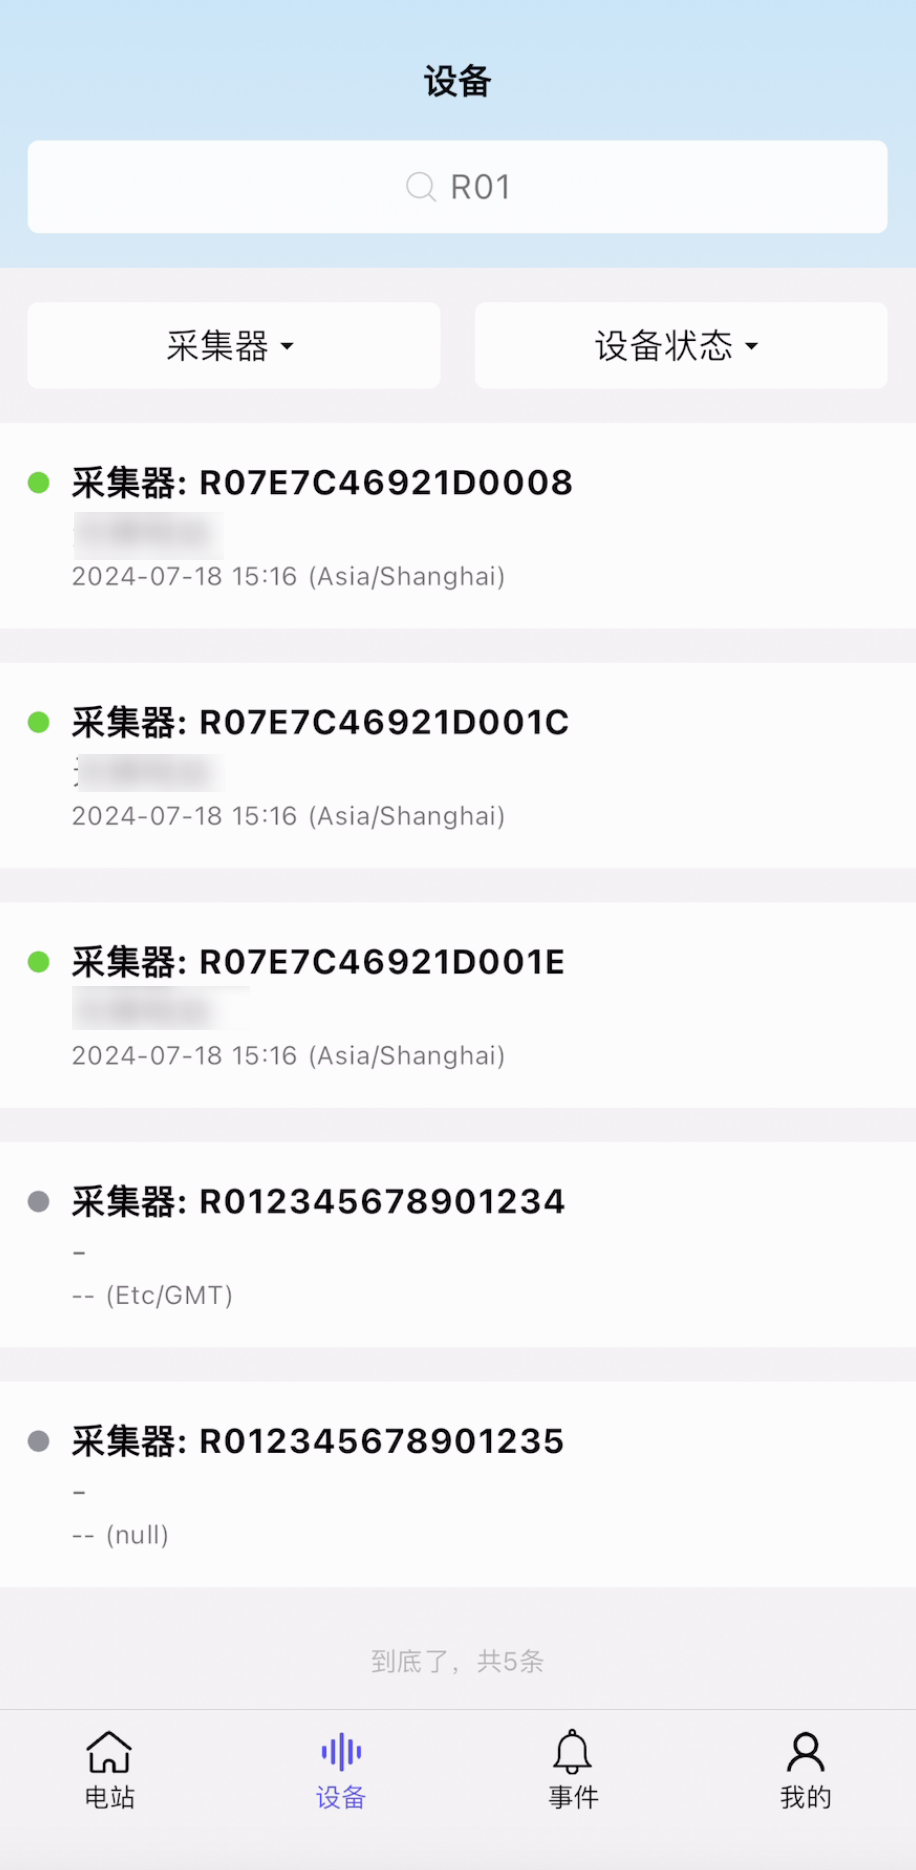 设备
R01
采集器
设备状态
采集器: R07E7C46921D0008
2024-07-18 15:16 (Asia/Shanghai)
采集器: R07E7C46921D001C
2024-07-18 15:16 (Asia/Shanghai)
采集器: R07E7C46921D001E
2024-07-18 15:16 (Asia/Shanghai)
采集器: R012345678901234
–
-- (Etc/GMT)
采集器: R012345678901235
–
-- (null)
到底了，共5条
电站
设备
事件
我的